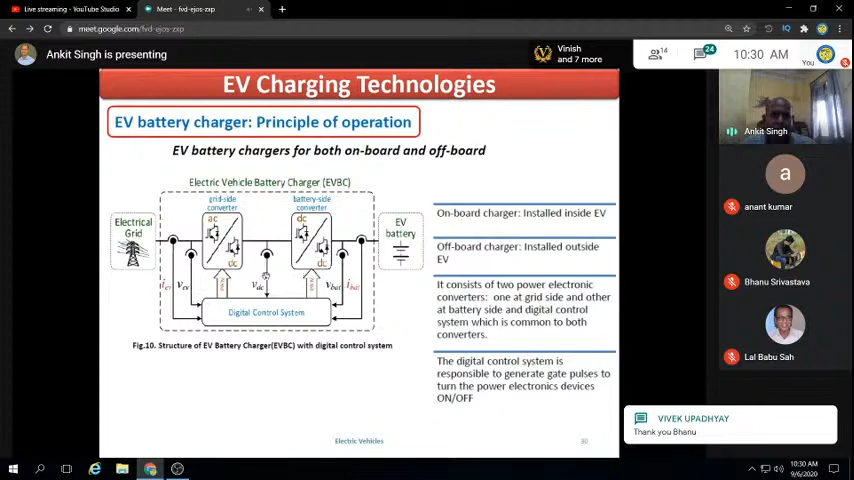 Live streaming - YouTube Studio
Meet - fvd-ejos-zxp
meet.google.com/fvd-ejos-zxp
Ankit Singh is presenting
Vinish
and 7 more
14
24
10:30 AM
You
EV Charging Technologies
EV battery charger: Principle of operation
EV battery chargers for both on-board and off-board
Electric Vehicle Battery Charger (EVBC)
grid-side
converter
battery-side
converter
Electrical
Grid
ac
dc
dc
dc
EV
battery
iev
vev
vdc
vbat
ibat
Digital Control System
Fig.10. Structure of EV Battery Charger(EVBC) with digital control system
On-board charger: Installed inside EV
Off-board charger: Installed outside
EV
It consists of two power electronic
converters: one at grid side and other
at battery side and digital control
system which is common to both
converters.
The digital control system is
responsible to generate gate pulses to
turn the power electronics devices
ON/OFF
Electric Vehicles
30
Ankit Singh
a
anant kumar
Bhanu Srivastava
Lal Babu Sah
VIVEK UPADHYAY
Thank you Bhanu
10:30 AM
9/6/2020